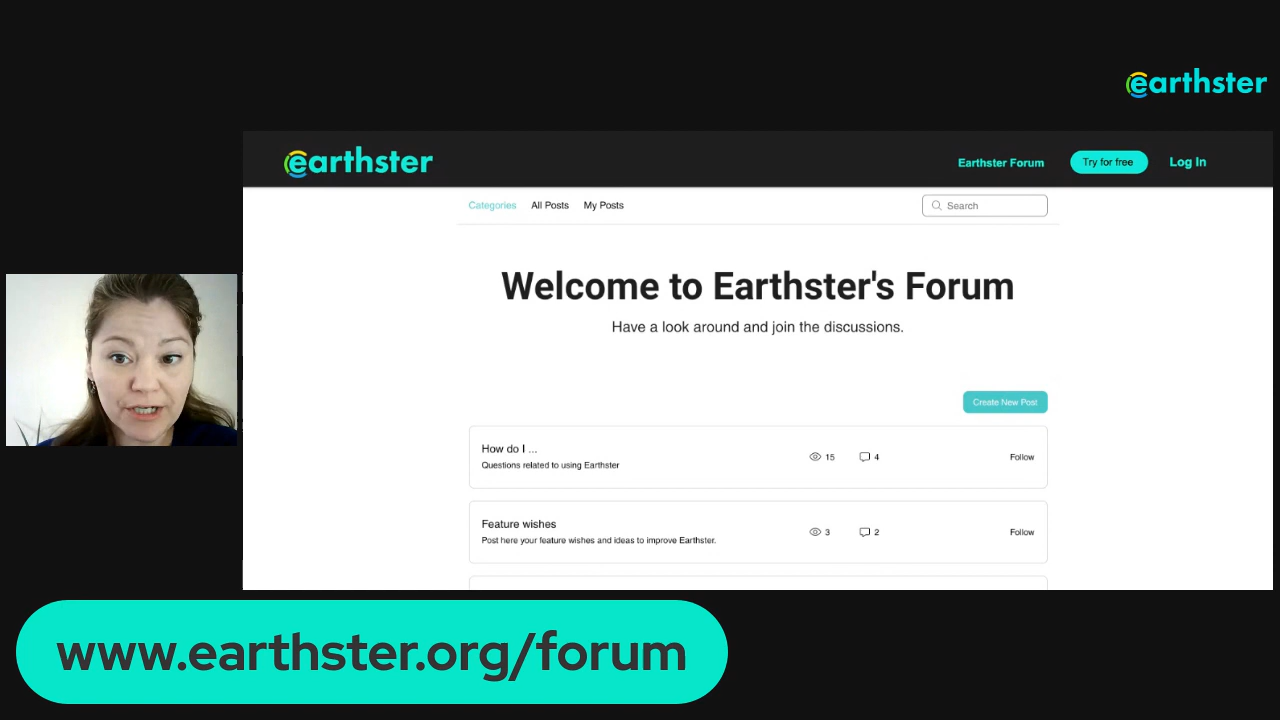 earthster
earthster
Earthster Forum
Try for free
Log In
Categories
All Posts
My Posts
Search
Welcome to Earthster's Forum
Have a look around and join the discussions.
Create New Post
How do I ...
Questions related to using Earthster
15
4
Follow
Feature wishes
Post here your feature wishes and ideas to improve Earthster.
3
2
Follow
www.earthster.org/forum